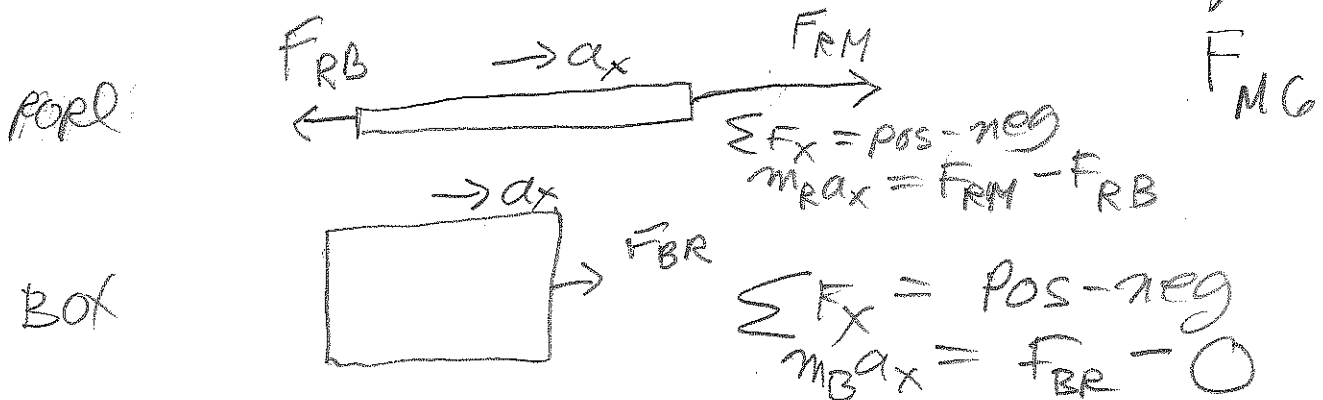 F_RB → a_x F_RM
F_MG
ROPE:
ΣF_x = pos - neg
m_R a_x = F_RM - F_RB
→ a_x
F_BR
BOX
ΣF_x = Pos - neg
m_B a_x = F_BR - 0